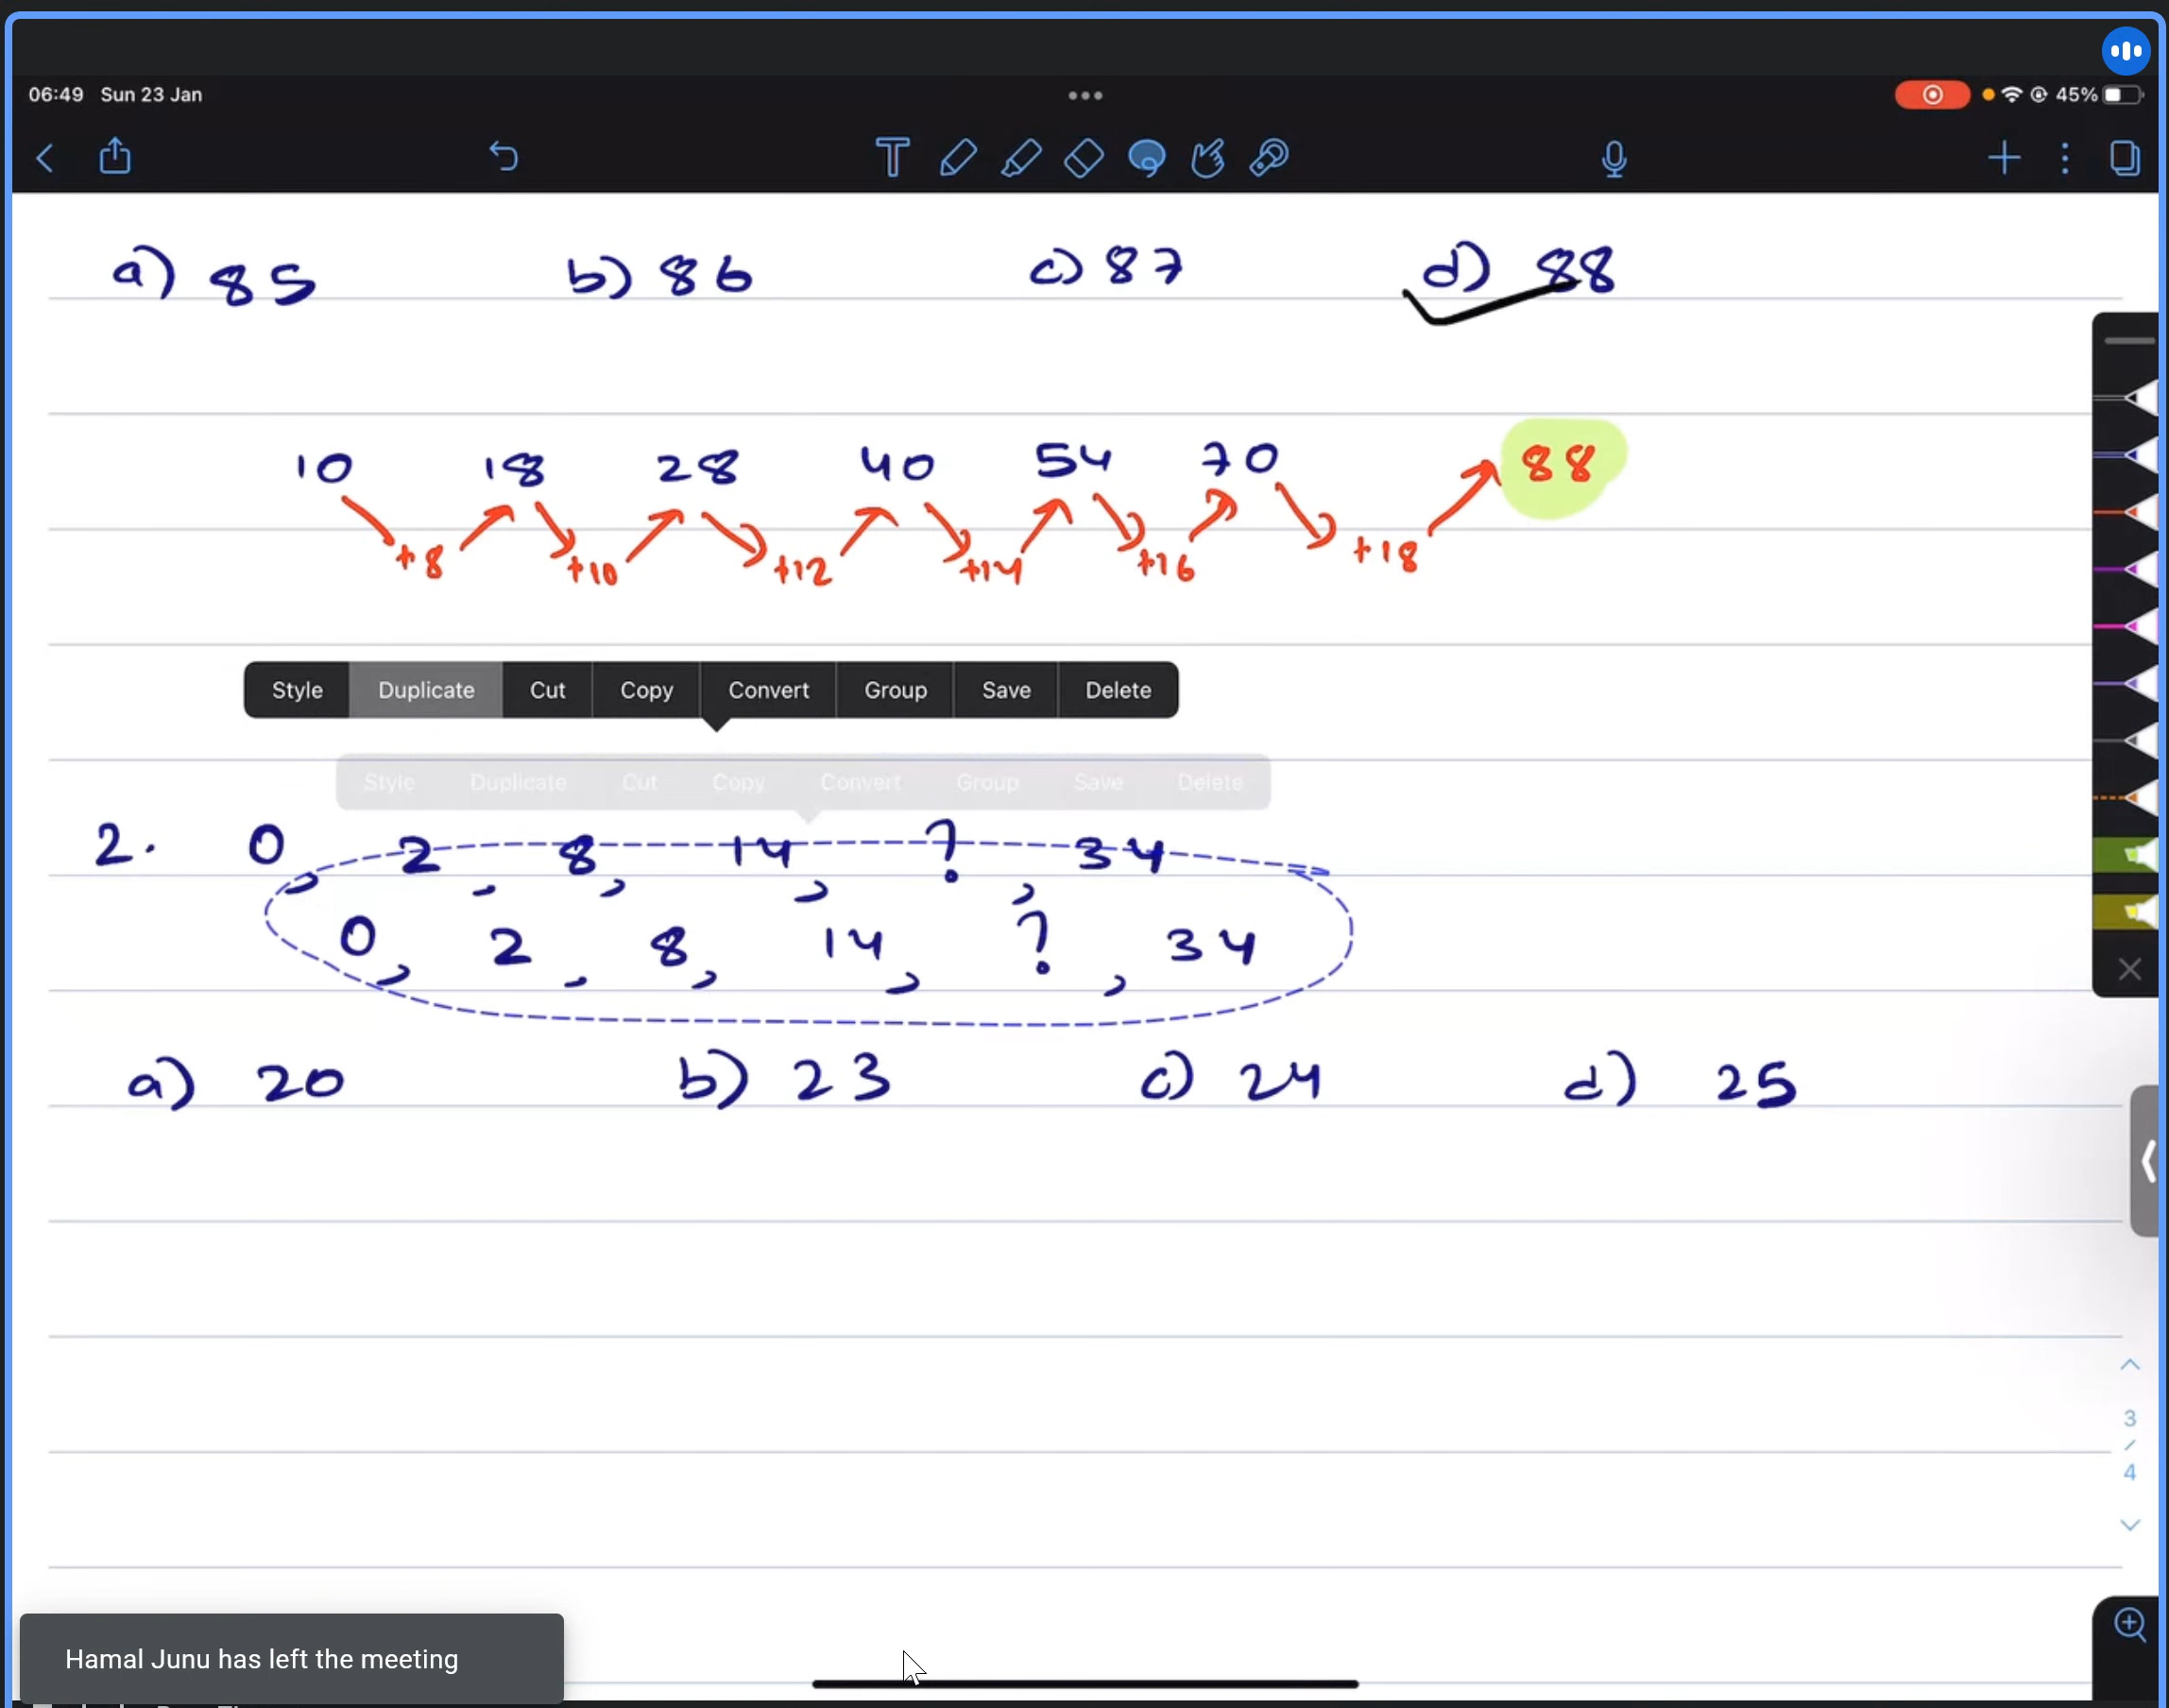 06:49 Sun 23 Jan
45%
a) 85 b) 86 c) 87 d) 88
10 18 28 40 54 70 88
+8 +10 +12 +14 +16 +18
Style Duplicate Cut Copy Convert Group Save Delete
Style Duplicate Cut Copy Convert Group Save Delete
2. 0, 2, 8, 14, ?, 34
0, 2, 8, 14, ?, 34
a) 20 b) 23 c) 24 d) 25
3
/
4
Hamal Junu has left the meeting